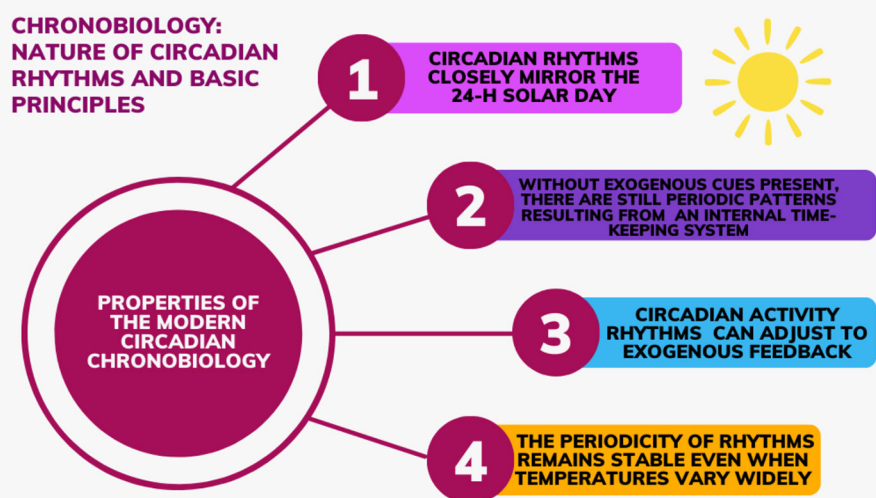 CHRONOBIOLOGY:
NATURE OF CIRCADIAN
RHYTHMS AND BASIC
PRINCIPLES
1
CIRCADIAN RHYTHMS
CLOSELY MIRROR THE
24-H SOLAR DAY
2
WITHOUT EXOGENOUS CUES PRESENT,
THERE ARE STILL PERIODIC PATTERNS
RESULTING FROM AN INTERNAL TIME-
KEEPING SYSTEM
PROPERTIES OF
THE MODERN
CIRCADIAN
CHRONOBIOLOGY
3
CIRCADIAN ACTIVITY
RHYTHMS CAN ADJUST TO
EXOGENOUS FEEDBACK
4
THE PERIODICITY OF RHYTHMS
REMAINS STABLE EVEN WHEN
TEMPERATURES VARY WIDELY